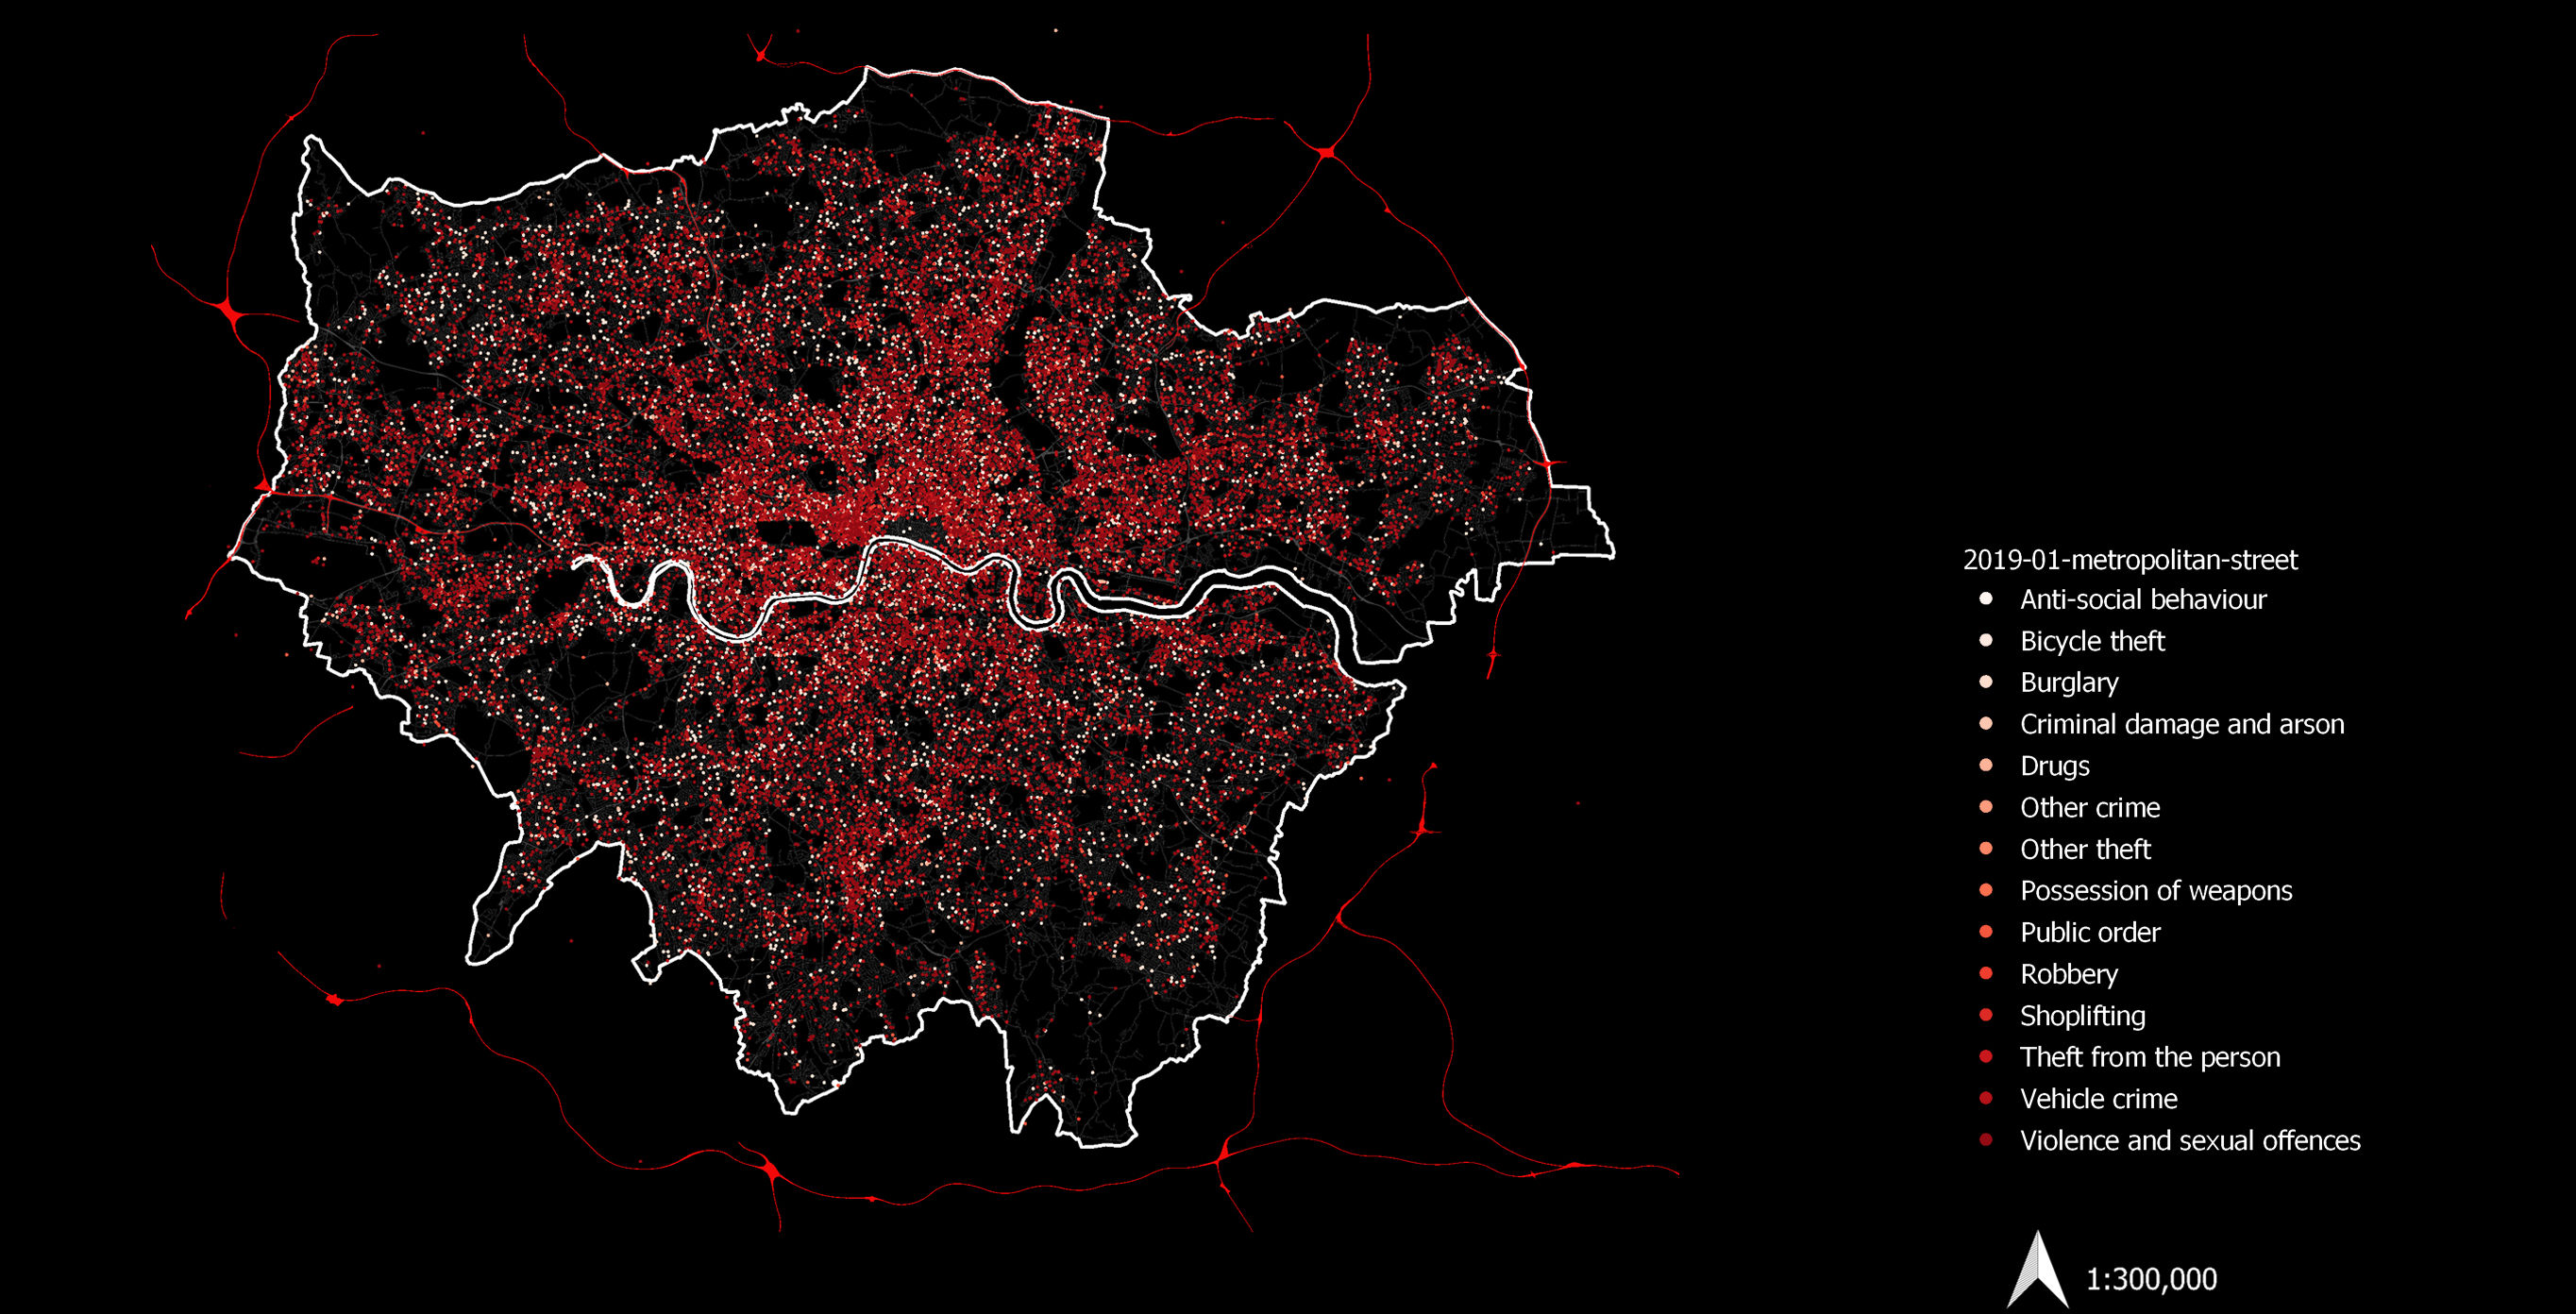 2019-01-metropolitan-street
Anti-social behaviour
Bicycle theft
Burglary
Criminal damage and arson
Drugs
Other crime
Other theft
Possession of weapons
Public order
Robbery
Shoplifting
Theft from the person
Vehicle crime
Violence and sexual offences
1:300,000